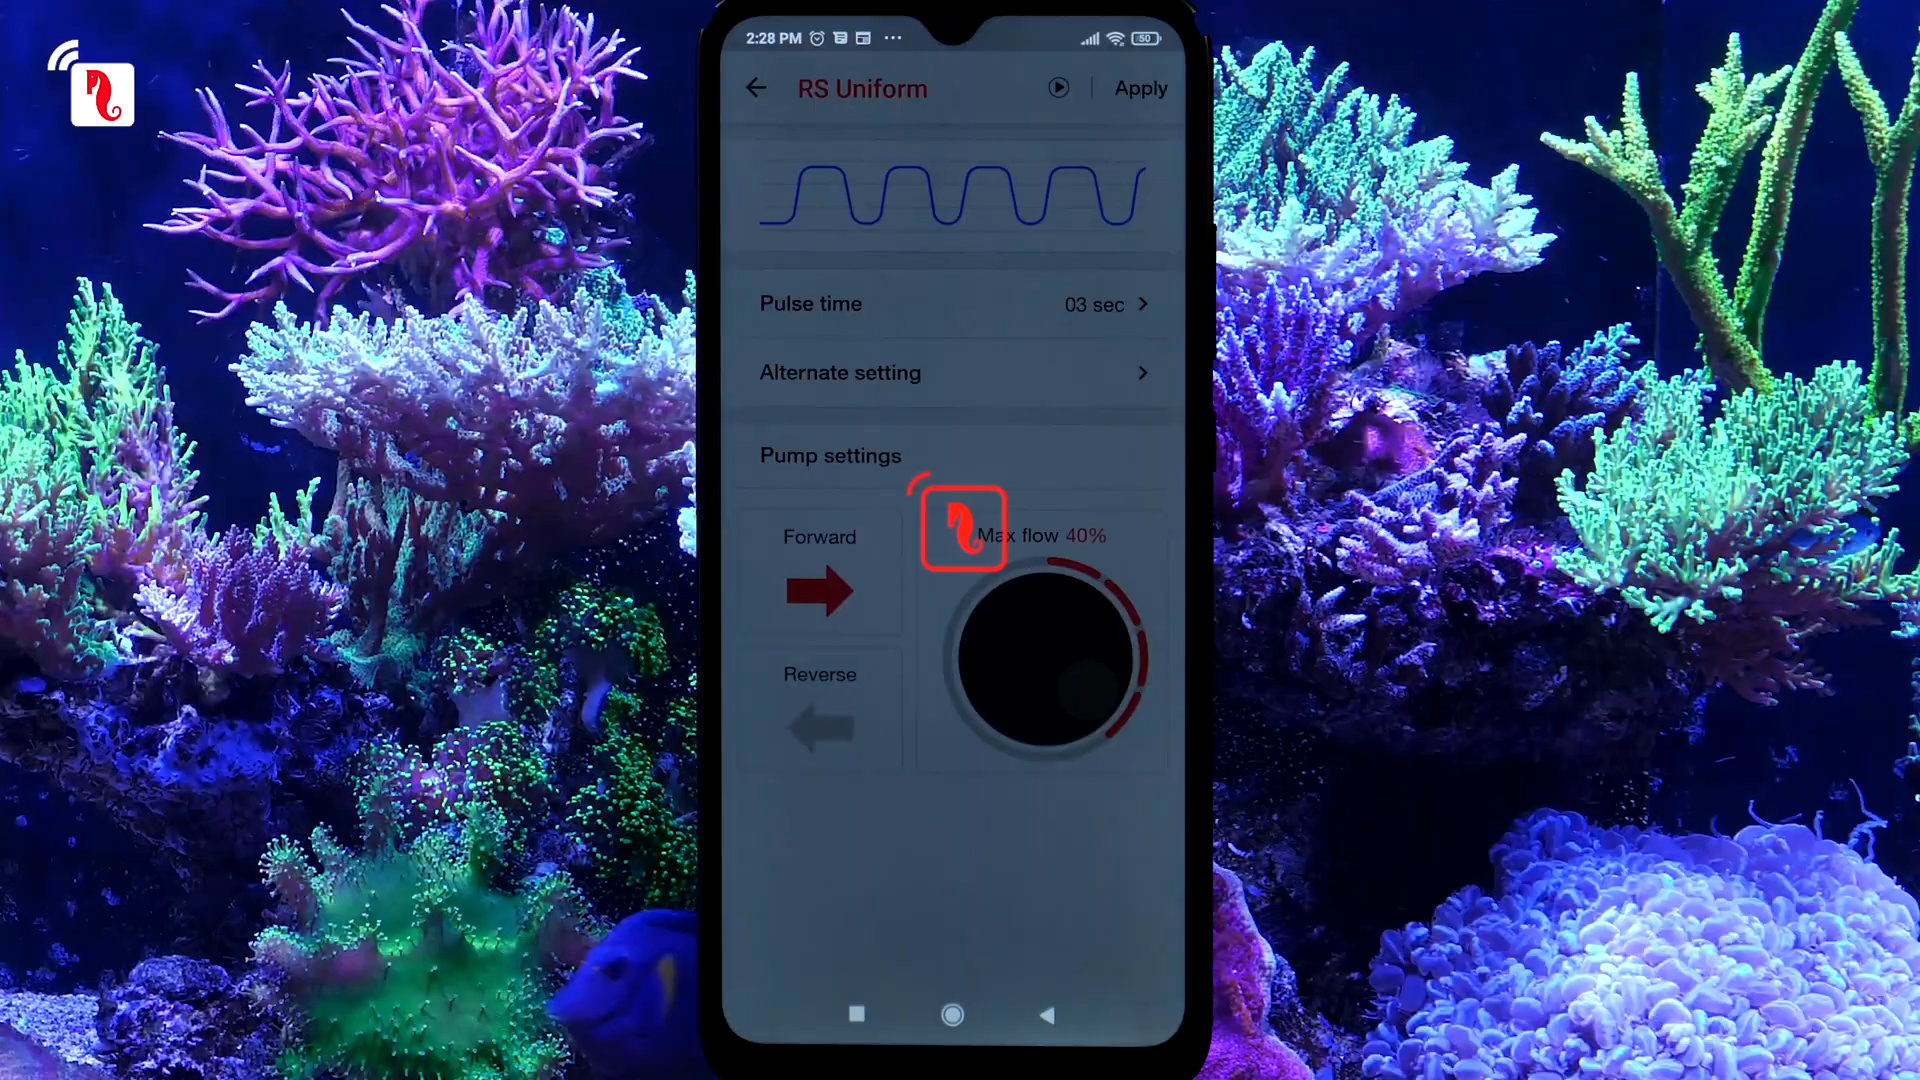 2:28 PM
50
RS Uniform
Apply
Pulse time
03 sec
Alternate setting
Pump settings
Forward
Max flow 40%
Reverse